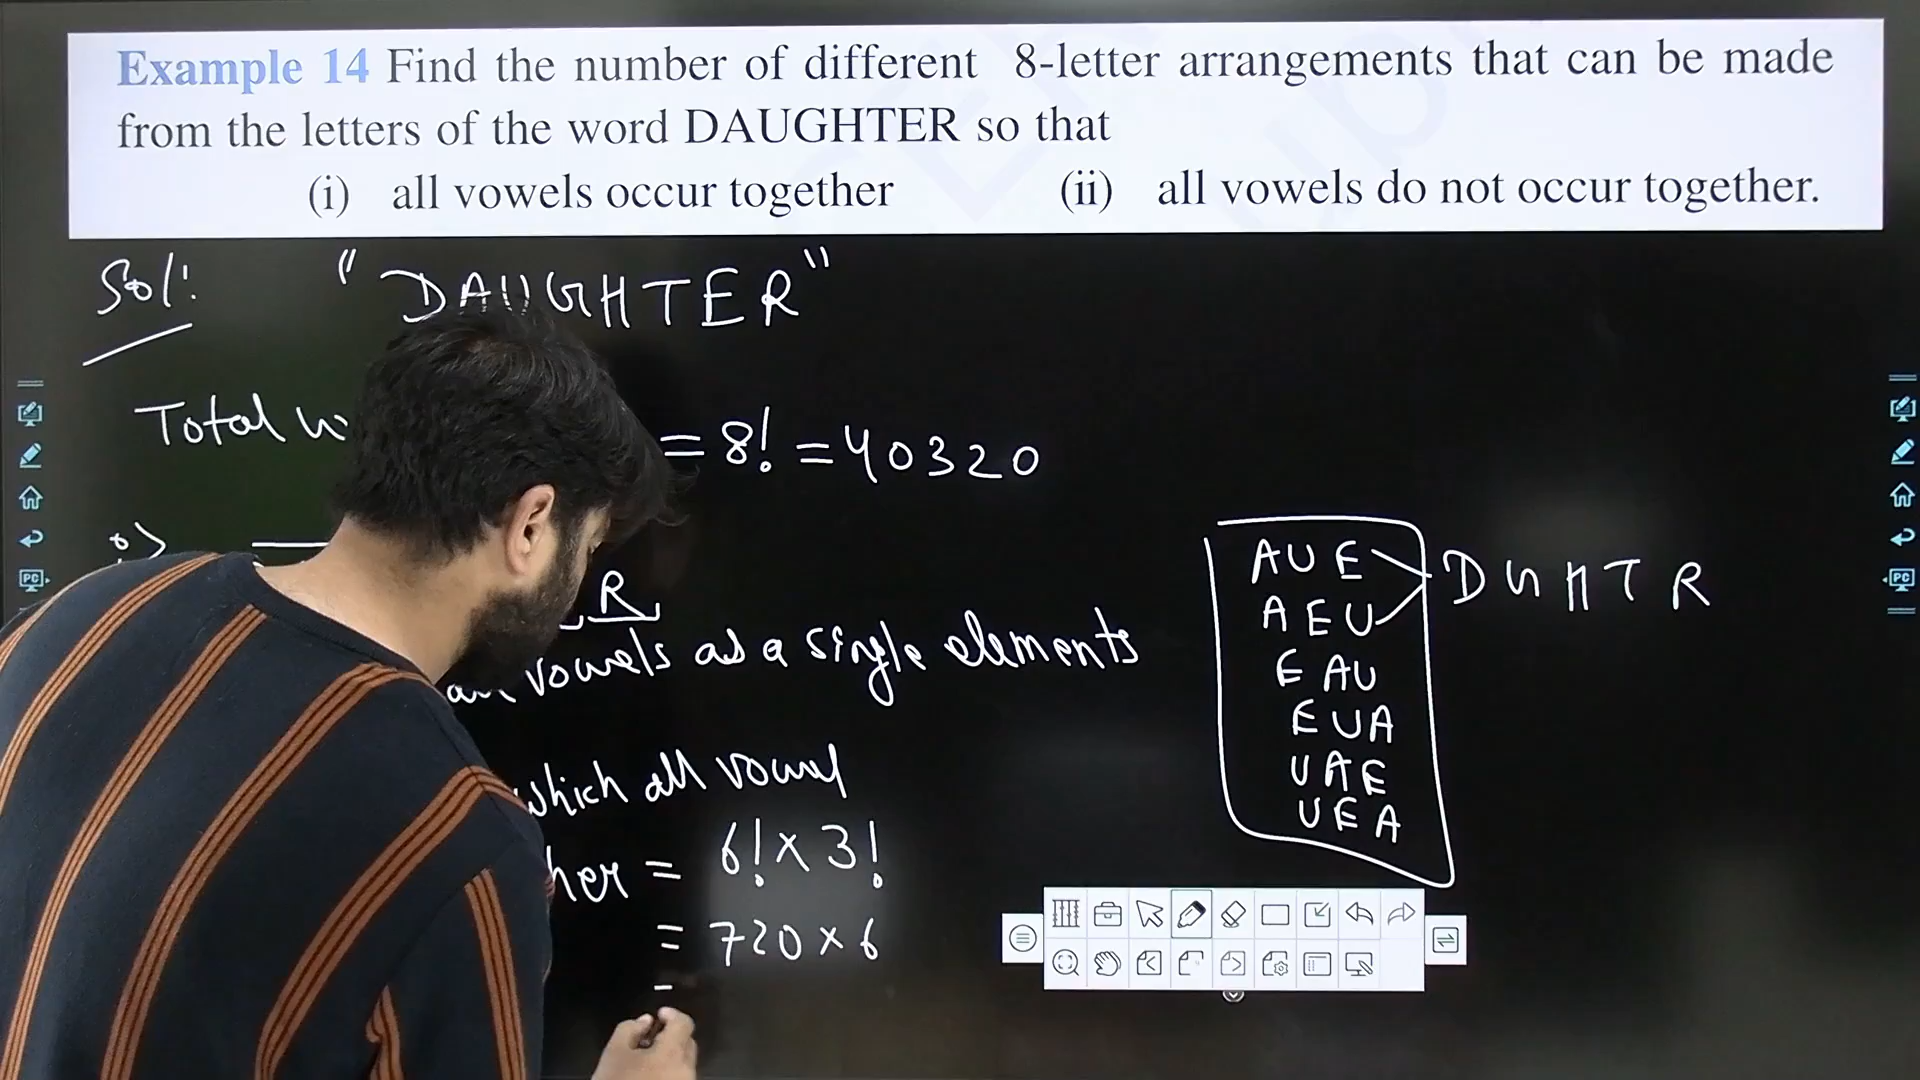 Example 14 Find the number of different 8-letter arrangements that can be made
from the letters of the word DAUGHTER so that
(i) all vowels occur together (ii) all vowels do not occur together.
Sol:
"DAUGHTER"
Total = 8! = 40320
i)
R
vowels as a single elements
which all vowel
her = 6! × 3!
= 720 × 6
=
AUE
AEU
EAU
EUA
UAE
UEA
D G H T R
PC
PC